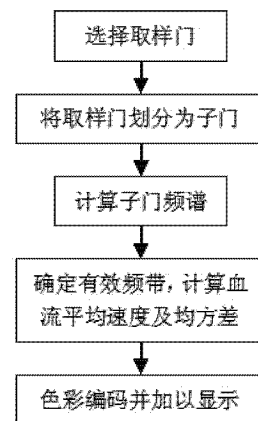 选择取样门
将取样门划分为子门
计算子门频谱
确定有效频带，计算血
流平均速度及均方差
色彩编码并加以显示